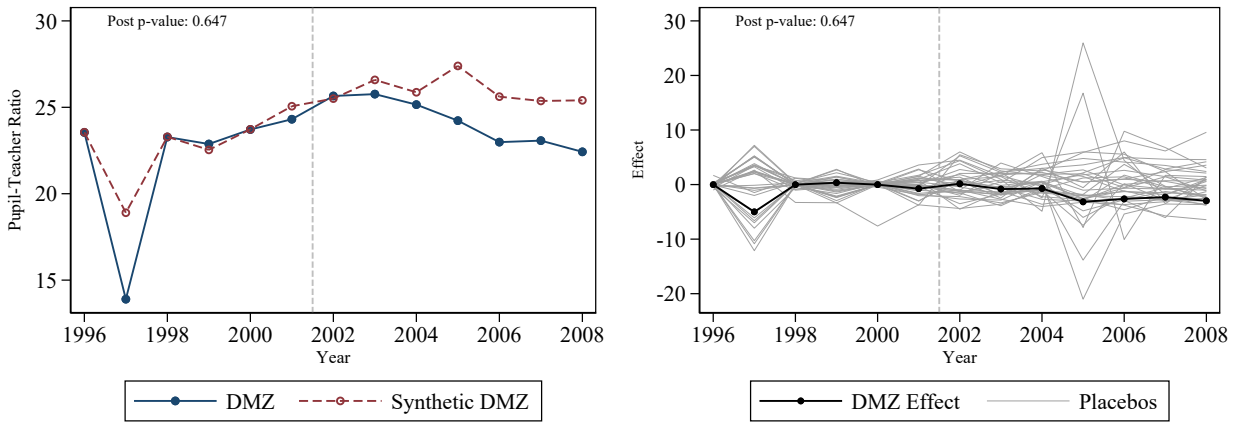 Post p-value: 0.647
Pupil-Teacher Ratio
30
25
20
15
1996 1998 2000 2002 2004 2006 2008
Year
DMZ Synthetic DMZ
Post p-value: 0.647
Effect
30
20
10
0
-10
-20
1996 1998 2000 2002 2004 2006 2008
Year
DMZ Effect Placebos